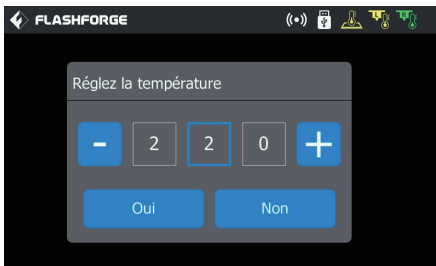 FLASHFORGE
L R
Réglez la température
- 2 2 0 +
Oui Non